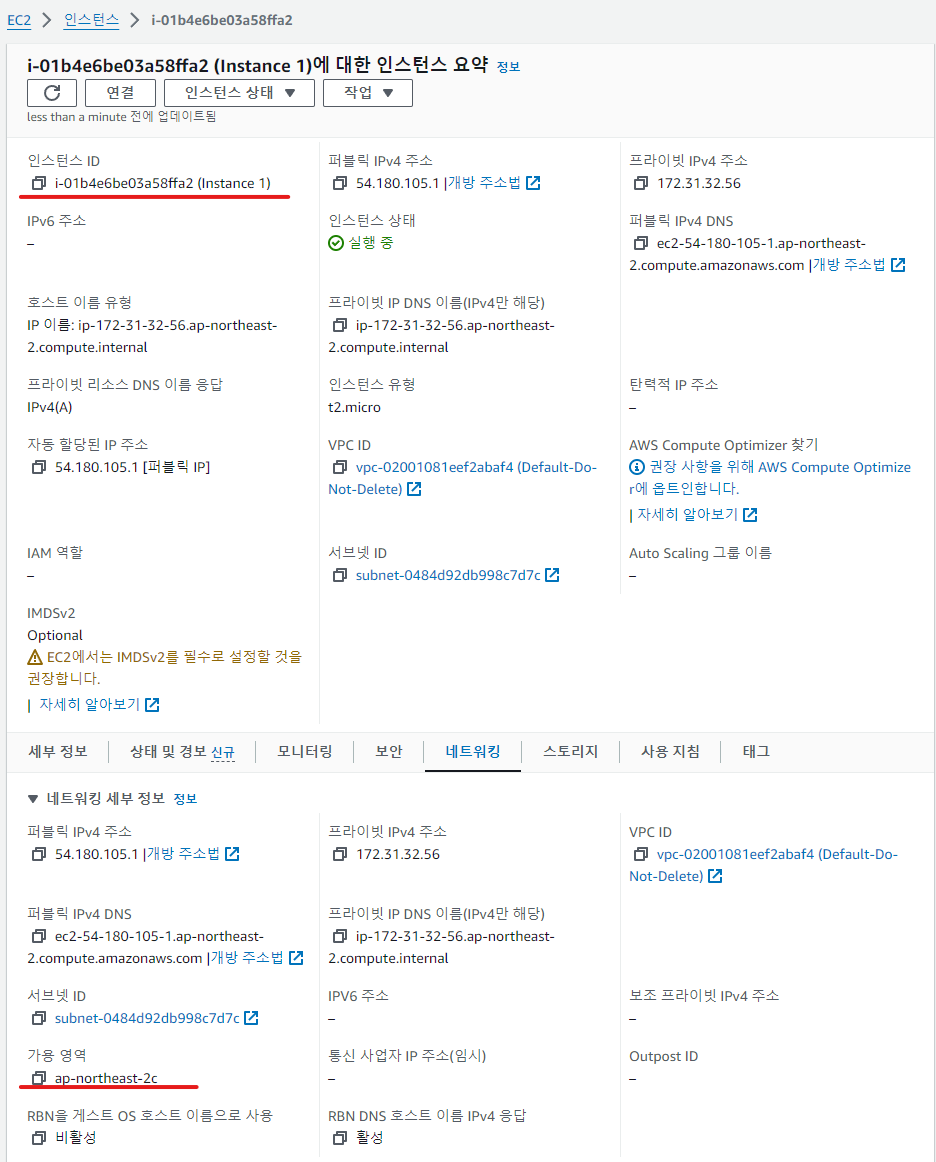 EC2 > 인스턴스 > i-01b4e6be03a58ffa2
i-01b4e6be03a58ffa2 (Instance 1)에 대한 인스턴스 요약 정보
연결 인스턴스 상태 ▼ 작업 ▼
less than a minute 전에 업데이트됨
인스턴스 ID
i-01b4e6be03a58ffa2 (Instance 1)
퍼블릭 IPv4 주소
54.180.105.1 |개방 주소법
프라이빗 IPv4 주소
172.31.32.56
IPv6 주소
–
인스턴스 상태
실행 중
퍼블릭 IPv4 DNS
ec2-54-180-105-1.ap-northeast-
2.compute.amazonaws.com |개방 주소법
호스트 이름 유형
IP 이름: ip-172-31-32-56.ap-northeast-
2.compute.internal
프라이빗 IP DNS 이름(IPv4만 해당)
ip-172-31-32-56.ap-northeast-
2.compute.internal
프라이빗 리소스 DNS 이름 응답
IPv4(A)
인스턴스 유형
t2.micro
탄력적 IP 주소
–
자동 할당된 IP 주소
54.180.105.1 [퍼블릭 IP]
VPC ID
vpc-02001081eef2abaf4 (Default-Do-
Not-Delete)
AWS Compute Optimizer 찾기
권장 사항을 위해 AWS Compute Optimize
r에 옵트인합니다.
| 자세히 알아보기
IAM 역할
–
서브넷 ID
subnet-0484d92db998c7d7c
Auto Scaling 그룹 이름
–
IMDSv2
Optional
EC2에서는 IMDSv2를 필수로 설정할 것을
권장합니다.
| 자세히 알아보기
세부 정보 상태 및 경보 신규 모니터링 보안 네트워킹 스토리지 사용 지침 태그
▼ 네트워킹 세부 정보 정보
퍼블릭 IPv4 주소
54.180.105.1 |개방 주소법
프라이빗 IPv4 주소
172.31.32.56
VPC ID
vpc-02001081eef2abaf4 (Default-Do-
Not-Delete)
퍼블릭 IPv4 DNS
ec2-54-180-105-1.ap-northeast-
2.compute.amazonaws.com |개방 주소법
프라이빗 IP DNS 이름(IPv4만 해당)
ip-172-31-32-56.ap-northeast-
2.compute.internal
서브넷 ID
subnet-0484d92db998c7d7c
IPV6 주소
–
보조 프라이빗 IPv4 주소
–
가용 영역
ap-northeast-2c
통신 사업자 IP 주소(임시)
–
Outpost ID
–
RBN을 게스트 OS 호스트 이름으로 사용
비활성
RBN DNS 호스트 이름 IPv4 응답
활성